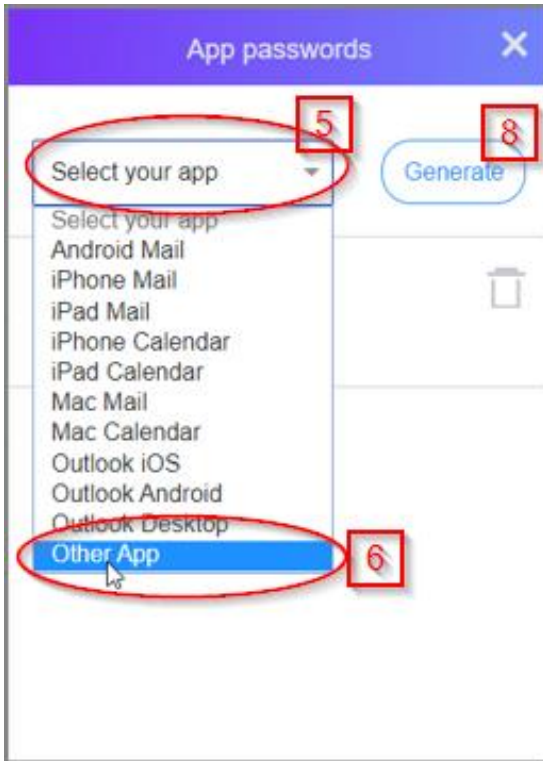 App passwords
5
8
Select your app
Generate
Select your app
Android Mail
iPhone Mail
iPad Mail
iPhone Calendar
iPad Calendar
Mac Mail
Mac Calendar
Outlook iOS
Outlook Android
Outlook Desktop
Other App
6